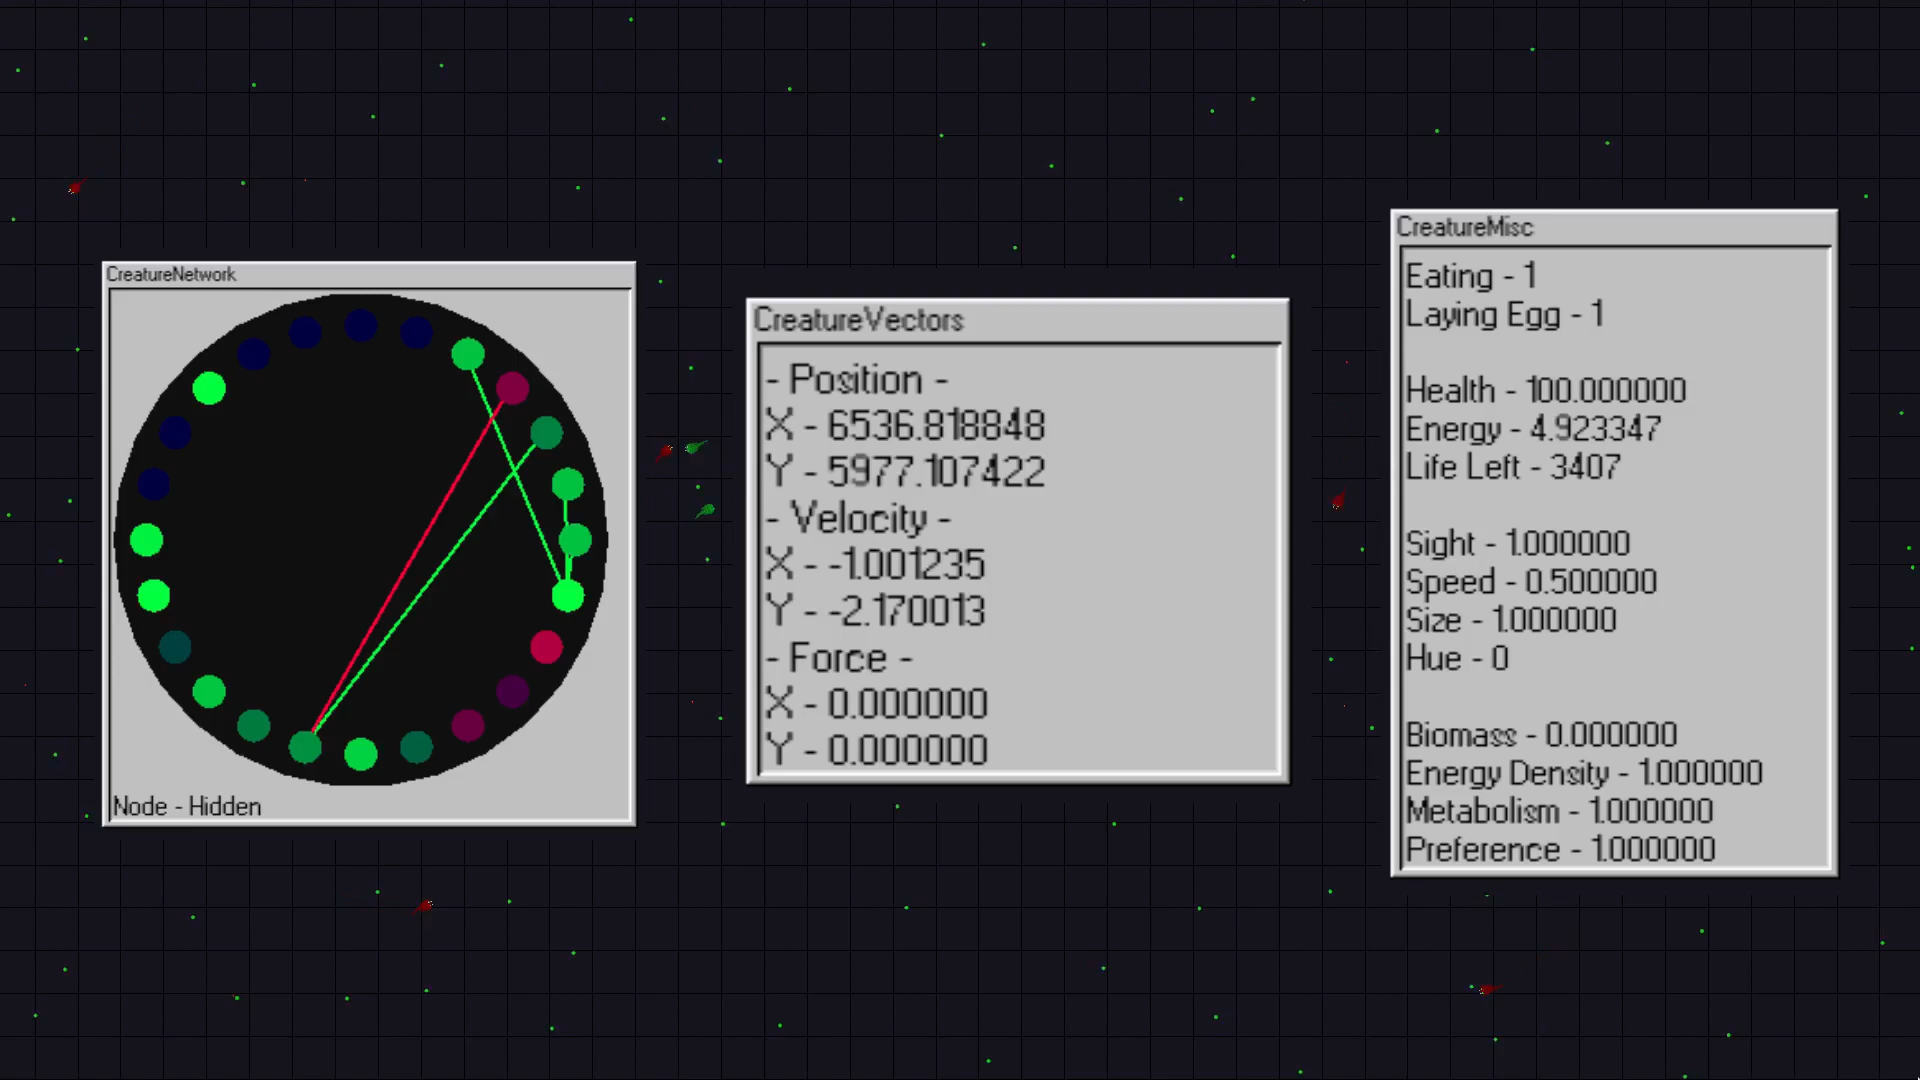 CreatureNetwork
Node - Hidden
CreatureVectors
- Position -
X - 6536.818848
Y - 5977.107422
- Velocity -
X - -1.001235
Y - -2.170013
- Force -
X - 0.000000
Y - 0.000000
CreatureMisc
Eating - 1
Laying Egg - 1
Health - 100.000000
Energy - 4.923347
Life Left - 3407
Sight - 1.000000
Speed - 0.500000
Size - 1.000000
Hue - 0
Biomass - 0.000000
Energy Density - 1.000000
Metabolism - 1.000000
Preference - 1.000000